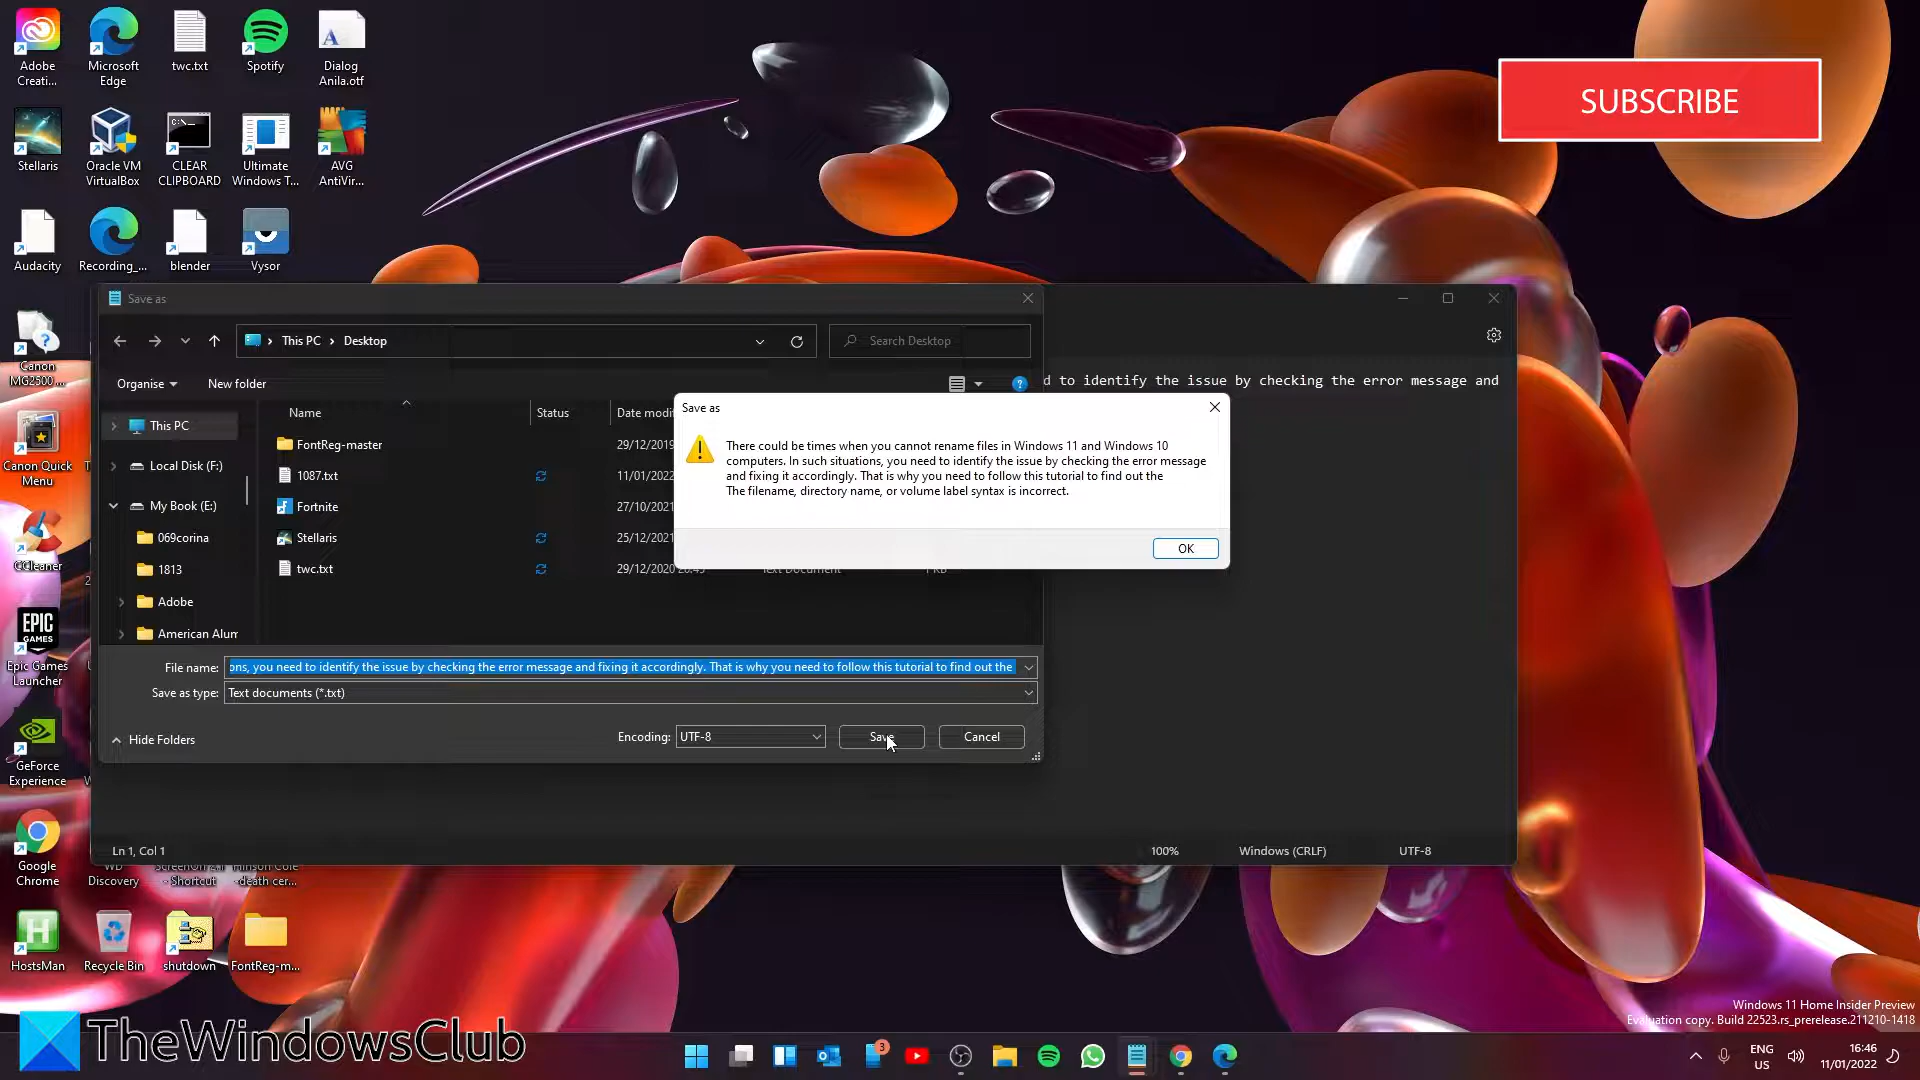 Adobe
Creati...
Microsoft
Edge
twc.txt
Spotify
Dialog
Anila.otf
SUBSCRIBE
Stellaris
Oracle VM
VirtualBox
CLEAR
CLIPBOARD
Ultimate
Windows T...
AVG
AntiVir...
Audacity
Recording_...
blender
Vysor
Canon
MG2500 ...
Canon Quick
Menu
CCleaner
EPIC
GAMES
Epic Games
Launcher
GeForce
Experience
Google
Chrome
WD
Discovery
- Shortcut
HostsMan
Recycle Bin
shutdown
FontReg-m...
Save as
This PC
Desktop
Search Desktop
Organise
New folder
d to identify the issue by checking the error message and
Name
Status
Date modi
This PC
Local Disk (F:)
My Book (E:)
069corina
1813
Adobe
American Alum
FontReg-master
29/12/2019
1087.txt
11/01/2022
Fortnite
27/10/2021
Stellaris
25/12/2021
twc.txt
29/12/2020
Save as
There could be times when you cannot rename files in Windows 11 and Windows 10
computers. In such situations, you need to identify the issue by checking the error message
and fixing it accordingly. That is why you need to follow this tutorial to find out the
The filename, directory name, or volume label syntax is incorrect.
OK
File name:
ons, you need to identify the issue by checking the error message and fixing it accordingly. That is why you need to follow this tutorial to find out the
Save as type:
Text documents (*.txt)
Hide Folders
Encoding:
UTF-8
Save
Cancel
Ln 1, Col 1
100%
Windows (CRLF)
UTF-8
Windows 11 Home Insider Preview
Evaluation copy. Build 22523.rs_prerelease.211210-1418
TheWindowsClub
3
ENG
US
16:46
11/01/2022